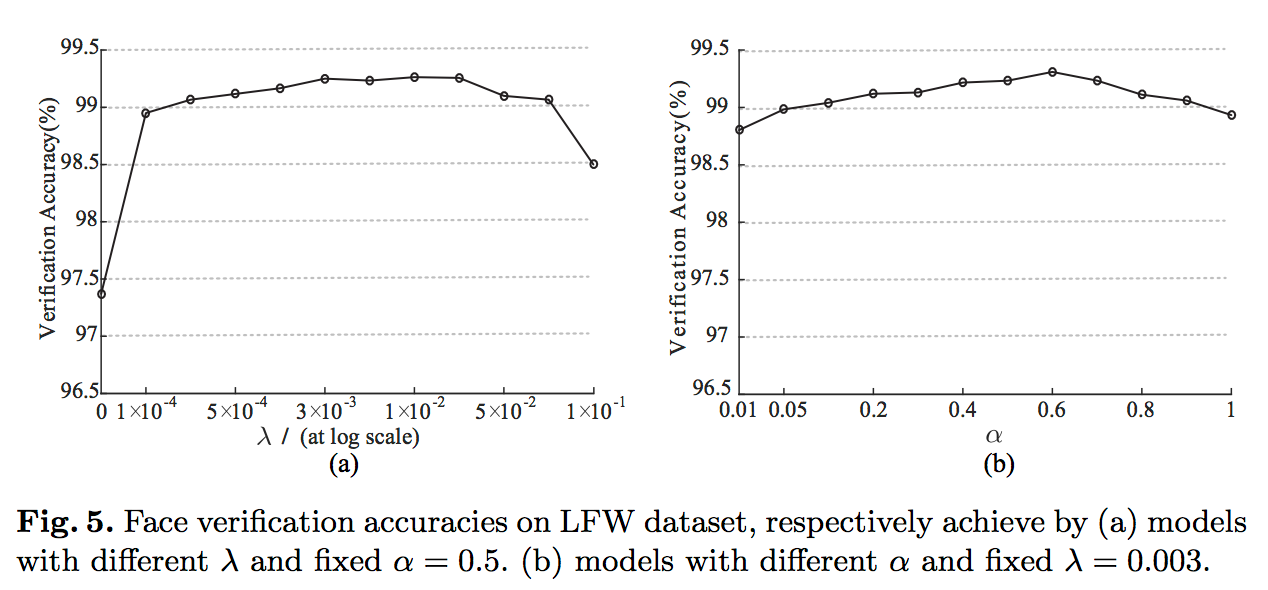 99.5
99
98.5
98
97.5
97
96.5
Verification Accuracy(%)
0 1×10⁻⁴ 5×10⁻⁴ 3×10⁻³ 1×10⁻² 5×10⁻² 1×10⁻¹
λ / (at log scale)
(a)
99.5
99
98.5
98
97.5
97
96.5
Verification Accuracy(%)
0.01 0.05 0.2 0.4 0.6 0.8 1
α
(b)
Fig. 5. Face verification accuracies on LFW dataset, respectively achieve by (a) models
with different λ and fixed α = 0.5. (b) models with different α and fixed λ = 0.003.